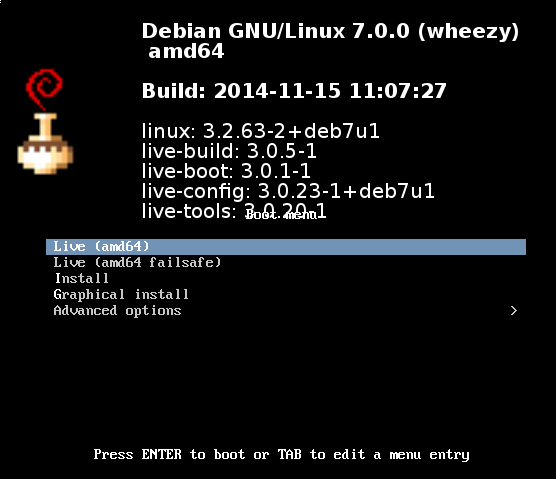 Debian GNU/Linux 7.0.0 (wheezy)
amd64
Build: 2014-11-15 11:07:27
linux: 3.2.63-2+deb7u1
live-build: 3.0.5-1
live-boot: 3.0.1-1
live-config: 3.0.23-1+deb7u1
live-tools: 3.0.20-1
Boot menu
Live (amd64)
Live (amd64 failsafe)
Install
Graphical install
Advanced options >
Press ENTER to boot or TAB to edit a menu entry